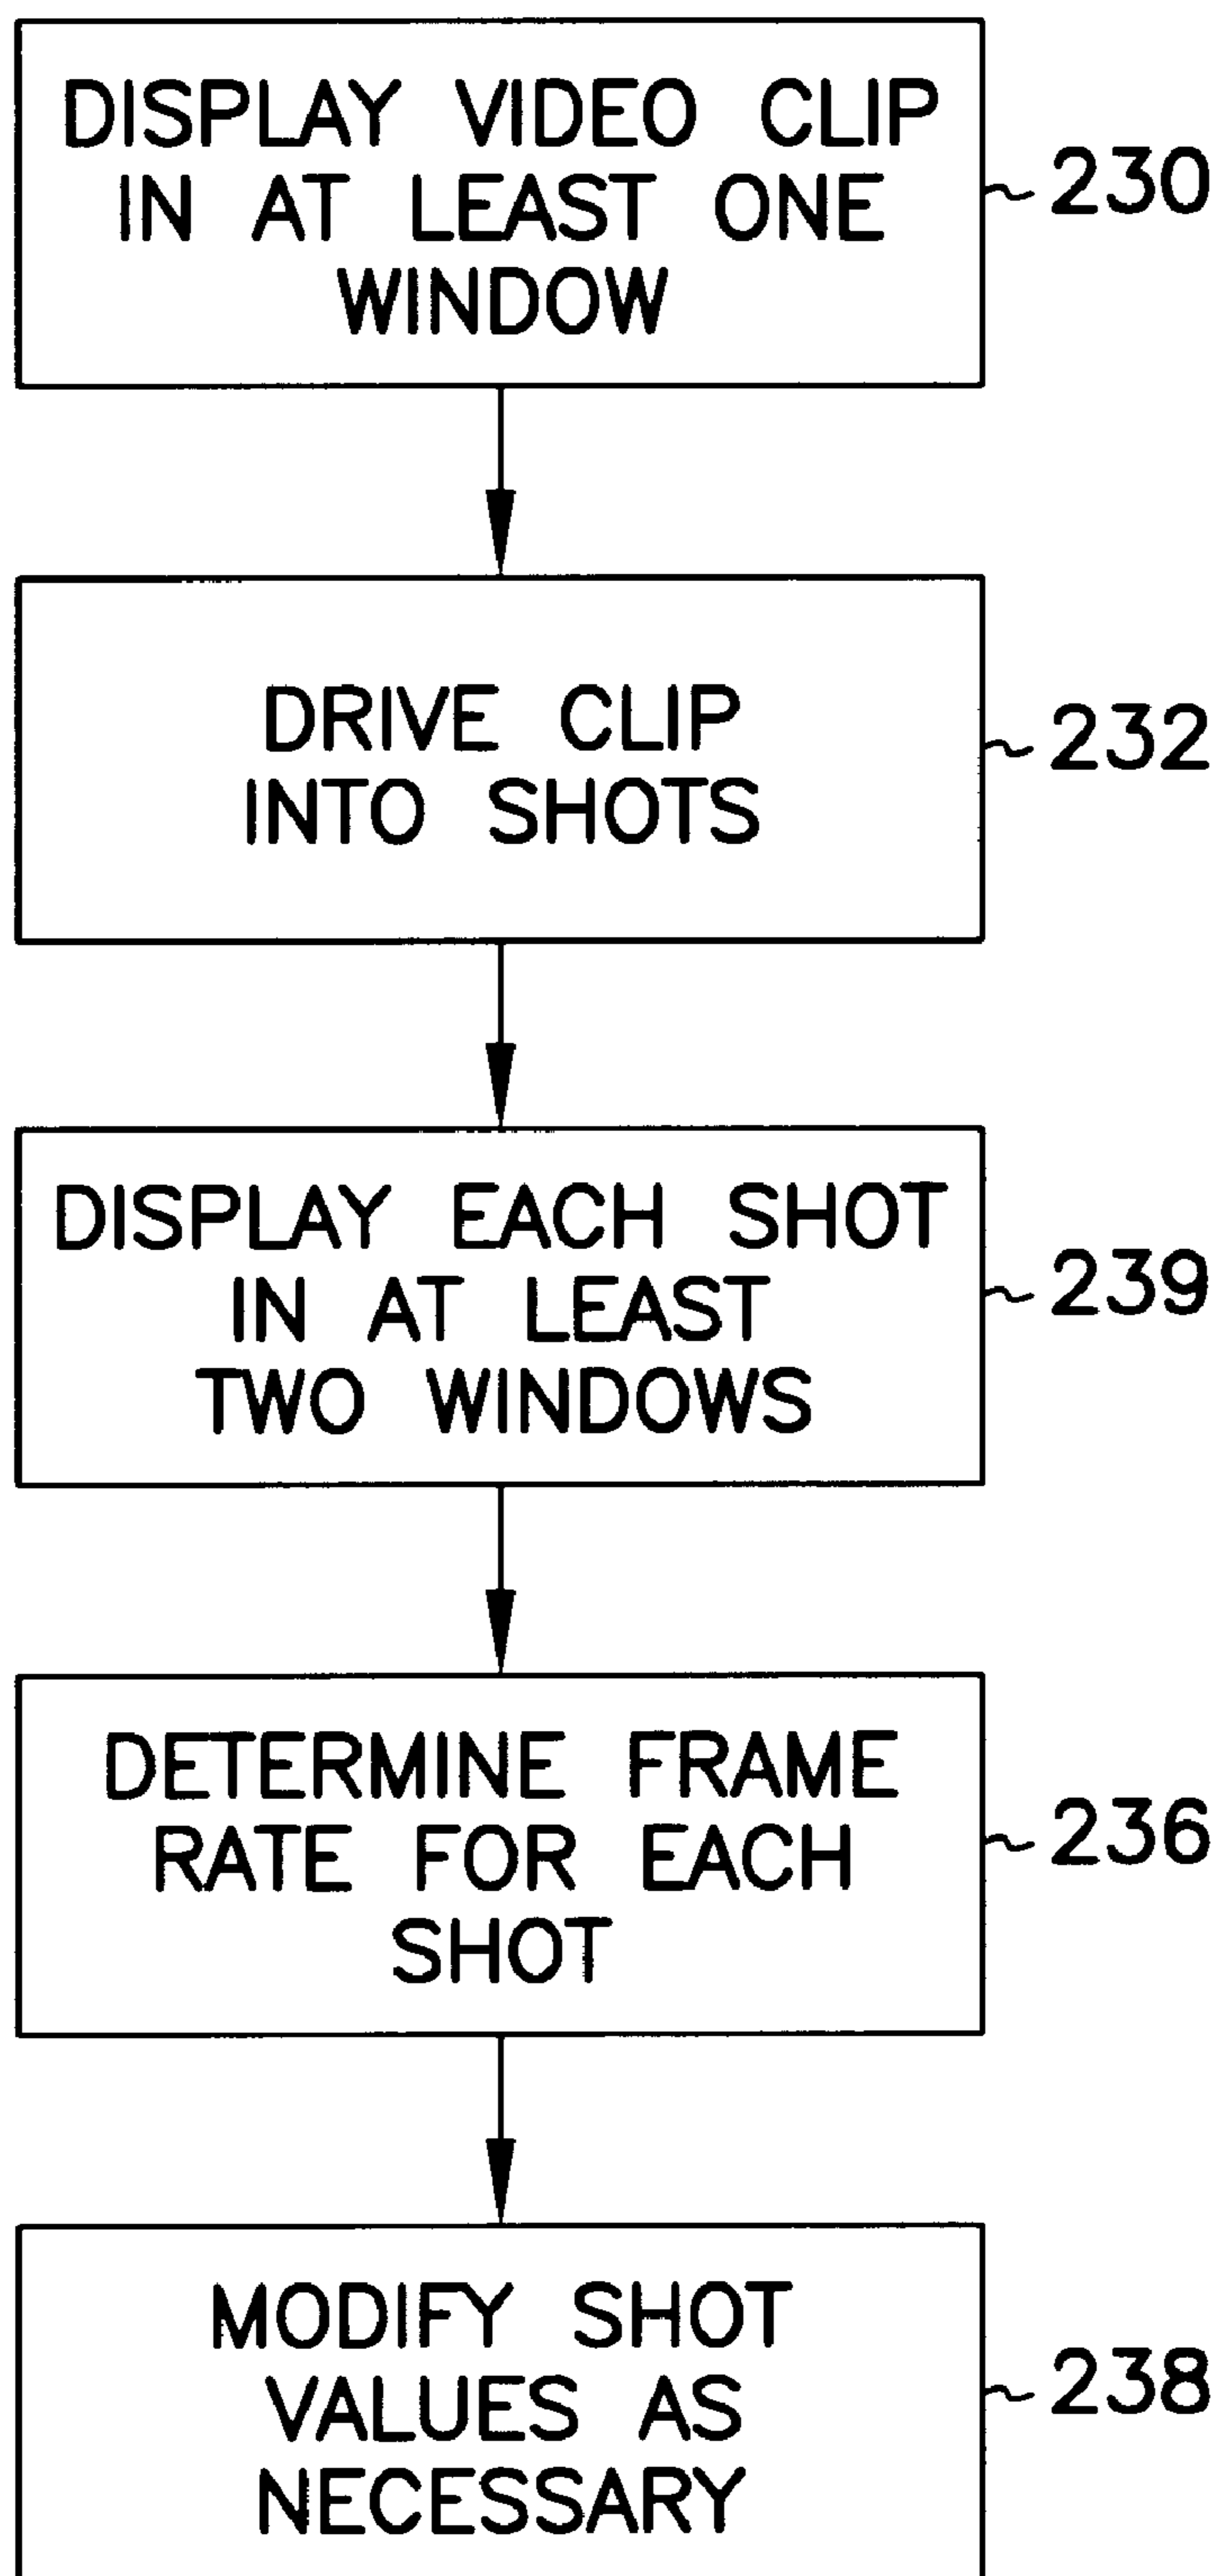 DISPLAY VIDEO CLIP
IN AT LEAST ONE
WINDOW
230
DRIVE CLIP
INTO SHOTS
232
DISPLAY EACH SHOT
IN AT LEAST
TWO WINDOWS
239
DETERMINE FRAME
RATE FOR EACH
SHOT
236
MODIFY SHOT
VALUES AS
NECESSARY
238